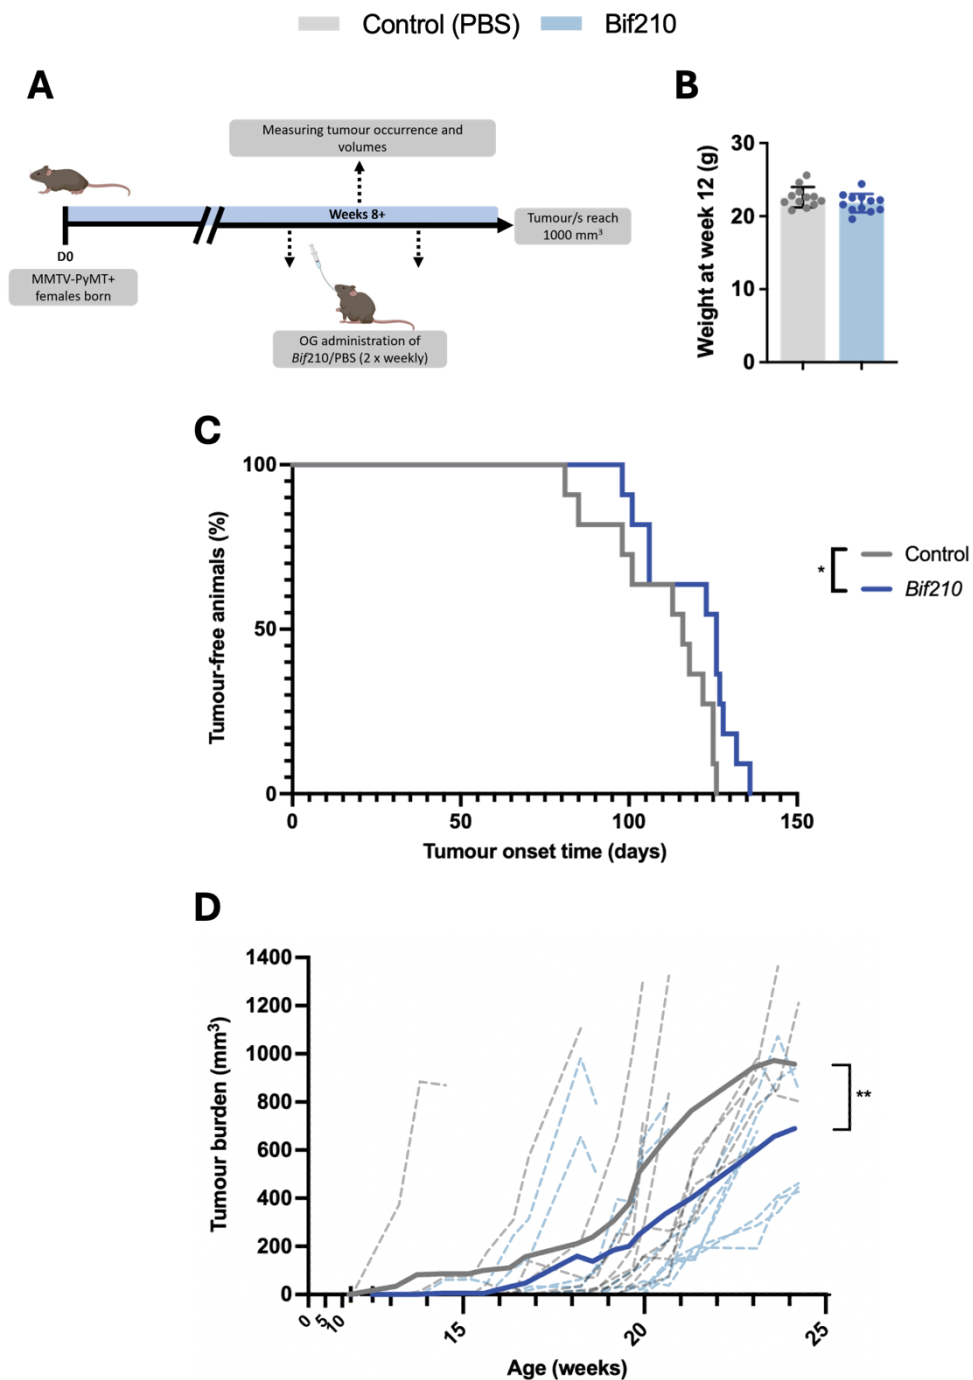 Control (PBS) Bif210
A
B
Measuring tumour occurrence and
volumes
Weeks 8+
Tumour/s reach
1000 mm³
D0
MMTV-PyMT+
females born
OG administration of
Bif210/PBS (2 x weekly)
Weight at week 12 (g)
30
20
10
0
C
Tumour-free animals (%)
100
50
0
0 50 100 150
Tumour onset time (days)
*
Control
Bif210
D
Tumour burden (mm³)
1400
1200
1000
800
600
400
200
0
0 5 10 15 20 25
Age (weeks)
**